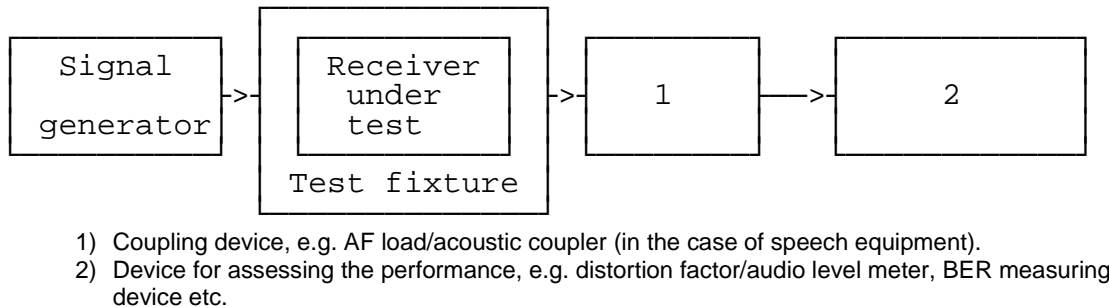 Signal
generator
Receiver
under
test
Test fixture
1
2
1) Coupling device, e.g. AF load/acoustic coupler (in the case of speech equipment).
2) Device for assessing the performance, e.g. distortion factor/audio level meter, BER measuring
device etc.